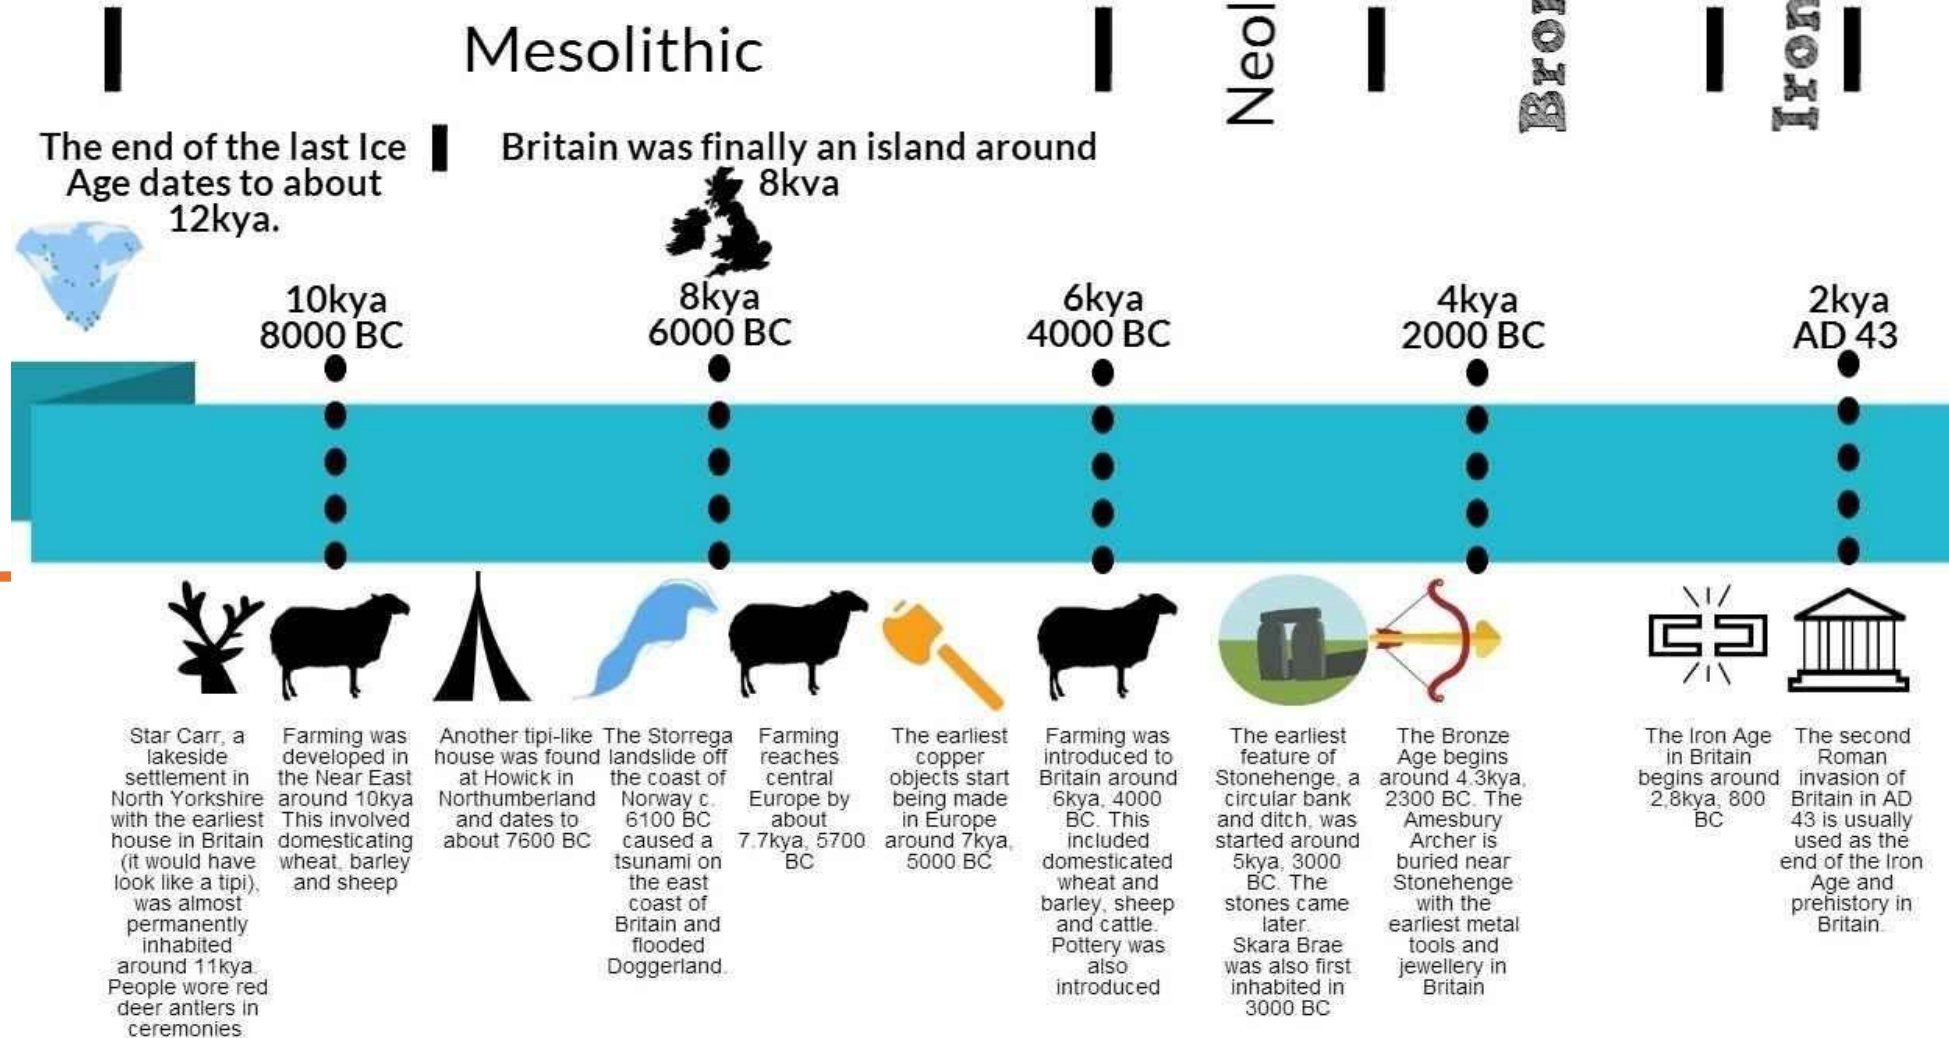 Mesolithic
Neol
Bron
Iron
The end of the last Ice
Age dates to about
12kya.
Britain was finally an island around
8kya
10kya
8000 BC
8kya
6000 BC
6kya
4000 BC
4kya
2000 BC
2kya
AD 43
Star Carr, a
lakeside
settlement in
North Yorkshire
with the earliest
house in Britain
(it would have
look like a tipi),
was almost
permanently
inhabited
around 11kya.
People wore red
deer antlers in
ceremonies
Farming was
developed in
the Near East
around 10kya
This involved
domesticating
wheat, barley
and sheep
Another tipi-like
house was found
at Howick in
Northumberland
and dates to
about 7600 BC
The Storrega
landslide off
the coast of
Norway c.
6100 BC
caused a
tsunami on
the east
coast of
Britain and
flooded
Doggerland.
Farming
reaches
central
Europe by
about
7.7kya, 5700
BC
The earliest
copper
objects start
being made
in Europe
around 7kya,
5000 BC
Farming was
introduced to
Britain around
6kya, 4000
BC. This
included
domesticated
wheat and
barley, sheep
and cattle.
Pottery was
also
introduced
The earliest
feature of
Stonehenge, a
circular bank
and ditch, was
started around
5kya, 3000
BC. The
stones came
later.
Skara Brae
was also first
inhabited in
3000 BC
The Bronze
Age begins
around 4.3kya,
2300 BC. The
Amesbury
Archer is
buried near
Stonehenge
with the
earliest metal
tools and
jewellery in
Britain
The Iron Age
in Britain
begins around
2,8kya, 800
BC
The second
Roman
invasion of
Britain in AD
43 is usually
used as the
end of the Iron
Age and
prehistory in
Britain.